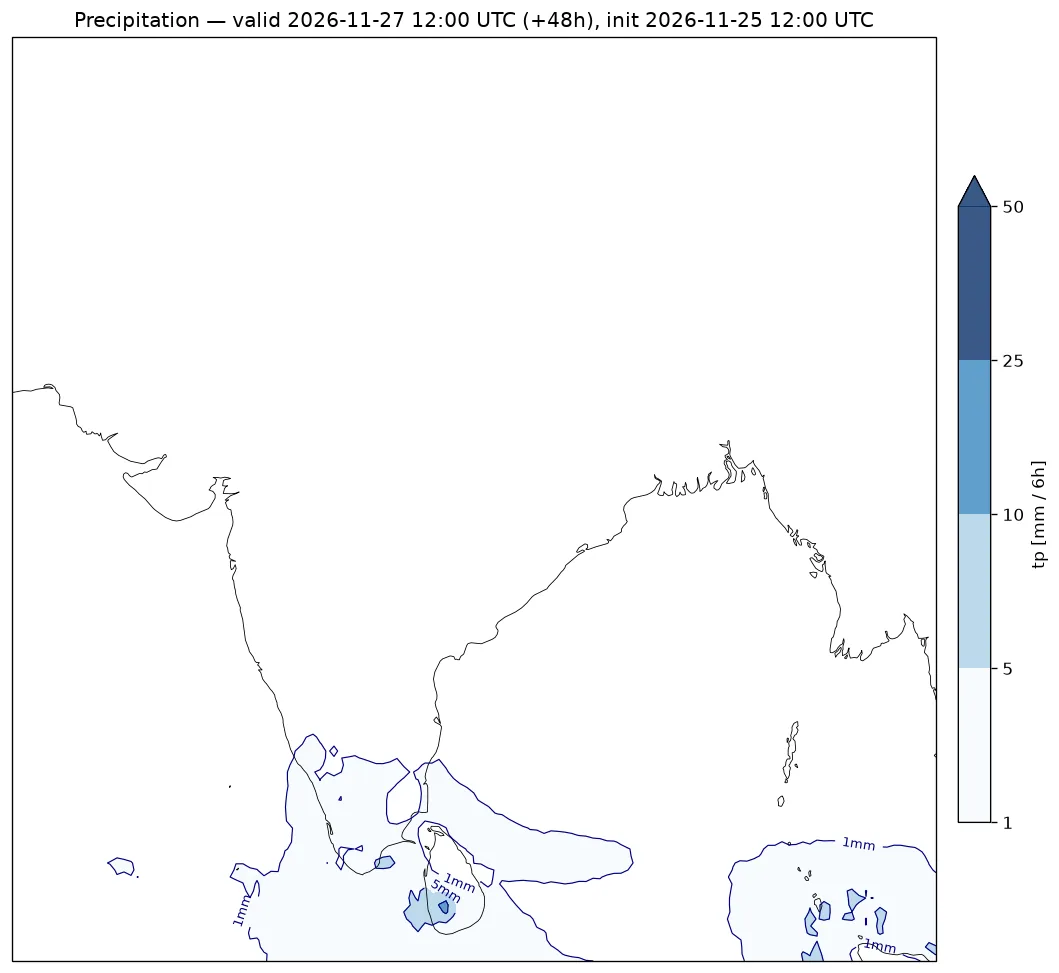 Precipitation — valid 2026-11-27 12:00 UTC (+48h), init 2026-11-25 12:00 UTC
50
25
10
5
1
tp [mm / 6h]
1mm
1mm
5mm
1mm
1mm